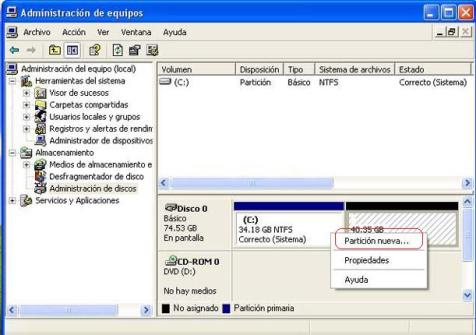 Administración de equipos
Archivo Acción Ver Ventana Ayuda
Administración del equipo (local)
Herramientas del sistema
Visor de sucesos
Carpetas compartidas
Usuarios locales y grupos
Registros y alertas de rendim
Administrador de dispositivos
Almacenamiento
Medios de almacenamiento e
Desfragmentador de disco
Administración de discos
Servicios y Aplicaciones
Volumen Disposición Tipo Sistema de archivos Estado
(C:) Partición Básico NTFS Correcto (Sistema)
Disco 0
Básico
74.53 GB
En pantalla
(C:)
34.18 GB NTFS
Correcto (Sistema)
40.35 GB
Partición nueva...
Propiedades
Ayuda
CD-ROM 0
DVD (D:)
No hay medios
No asignado Partición primaria